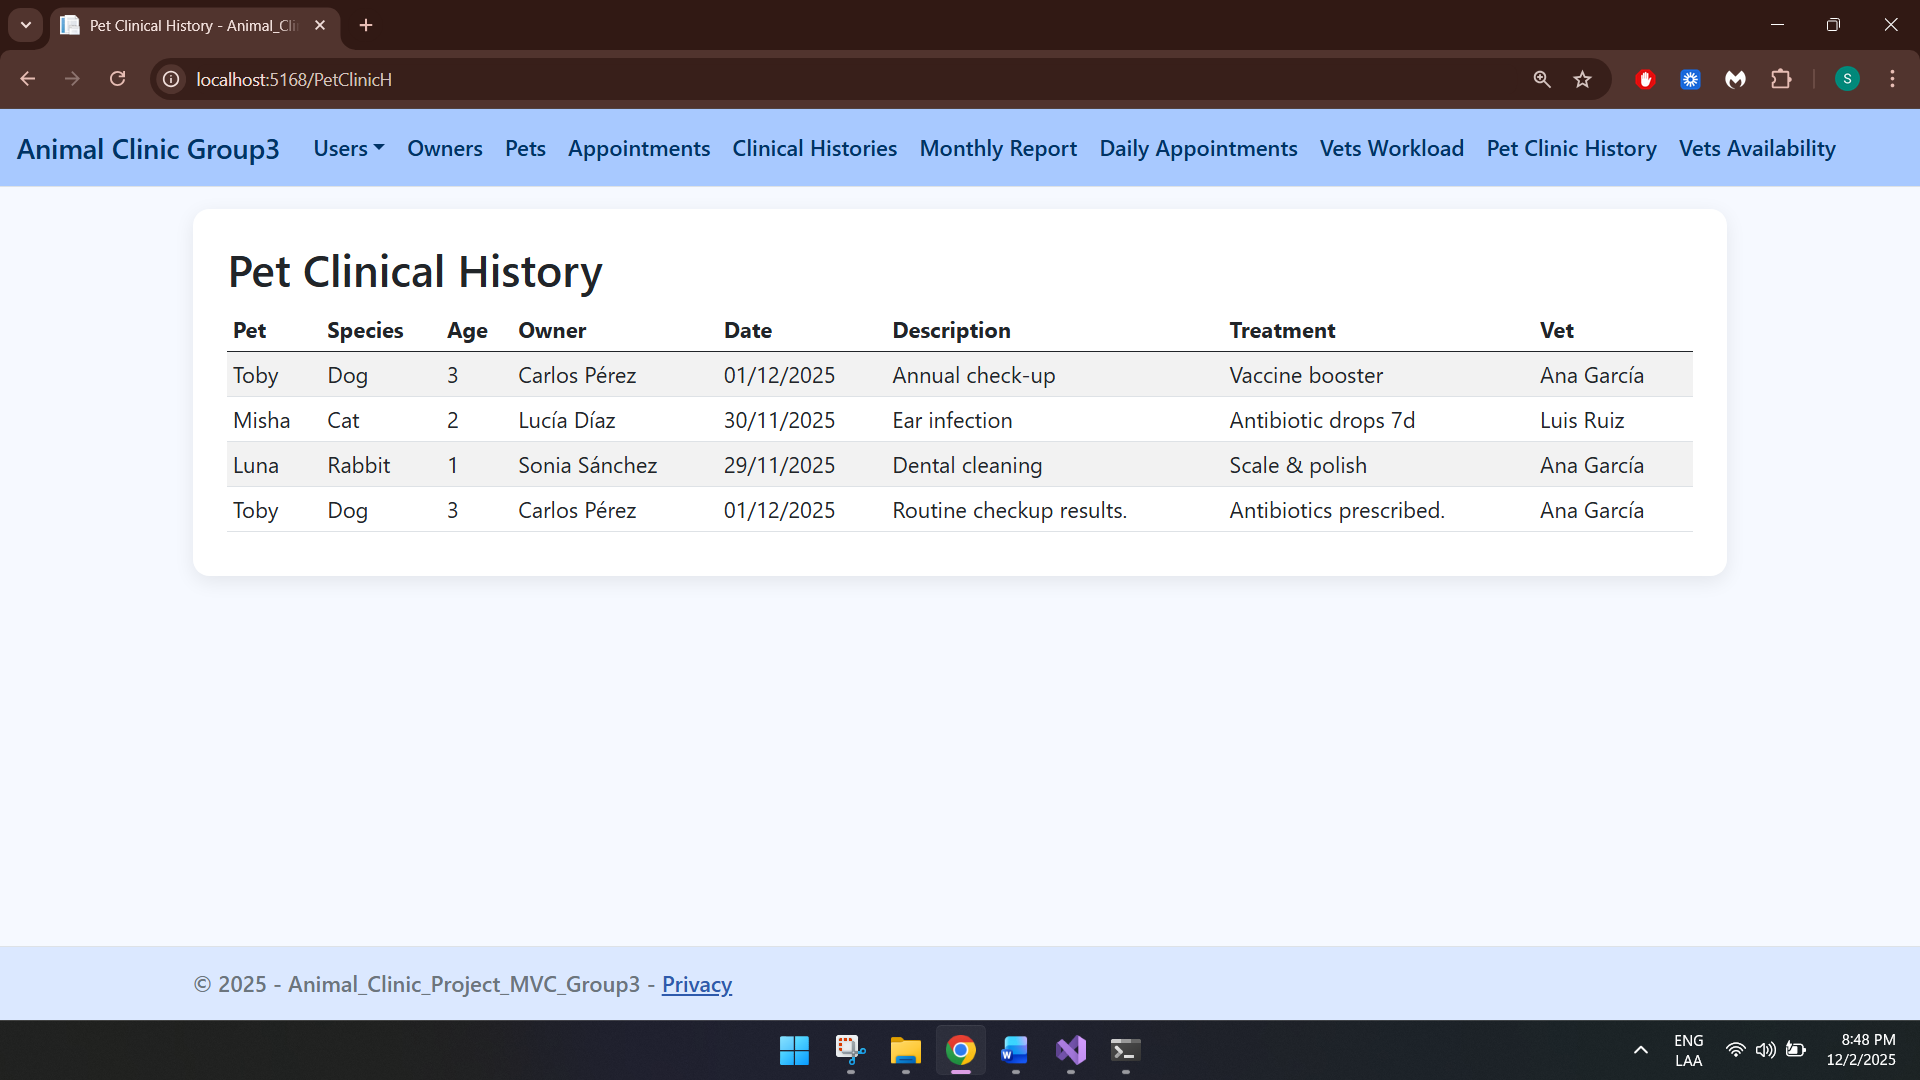 Pet Clinical History - Animal_Cli
localhost:5168/PetClinicH
S
Animal Clinic Group3 Users Owners Pets Appointments Clinical Histories Monthly Report Daily Appointments Vets Workload Pet Clinic History Vets Availability
Pet Clinical History
Pet Species Age Owner Date Description Treatment Vet
Toby Dog 3 Carlos Pérez 01/12/2025 Annual check-up Vaccine booster Ana García
Misha Cat 2 Lucía Díaz 30/11/2025 Ear infection Antibiotic drops 7d Luis Ruiz
Luna Rabbit 1 Sonia Sánchez 29/11/2025 Dental cleaning Scale & polish Ana García
Toby Dog 3 Carlos Pérez 01/12/2025 Routine checkup results. Antibiotics prescribed. Ana García
© 2025 - Animal_Clinic_Project_MVC_Group3 - Privacy
ENG 8:48 PM
LAA 12/2/2025